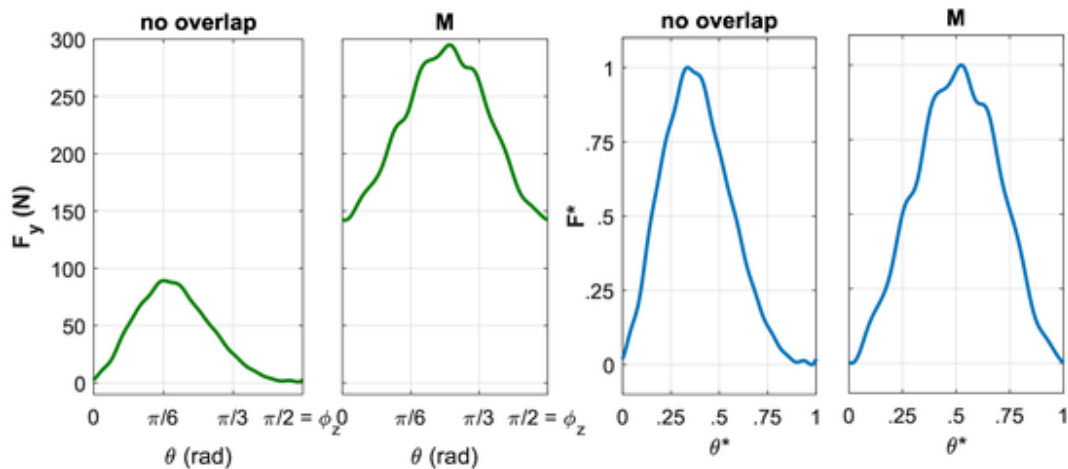 no overlap
M
no overlap
M
300
250
200
150
100
50
0
F_y (N)
0 π/6 π/3 π/2 = ϕ_z
θ (rad)
0 π/6 π/3 π/2 = ϕ_z
θ (rad)
1
.75
.5
.25
0
F*
0 .25 .5 .75 1
θ*
0 .25 .5 .75 1
θ*